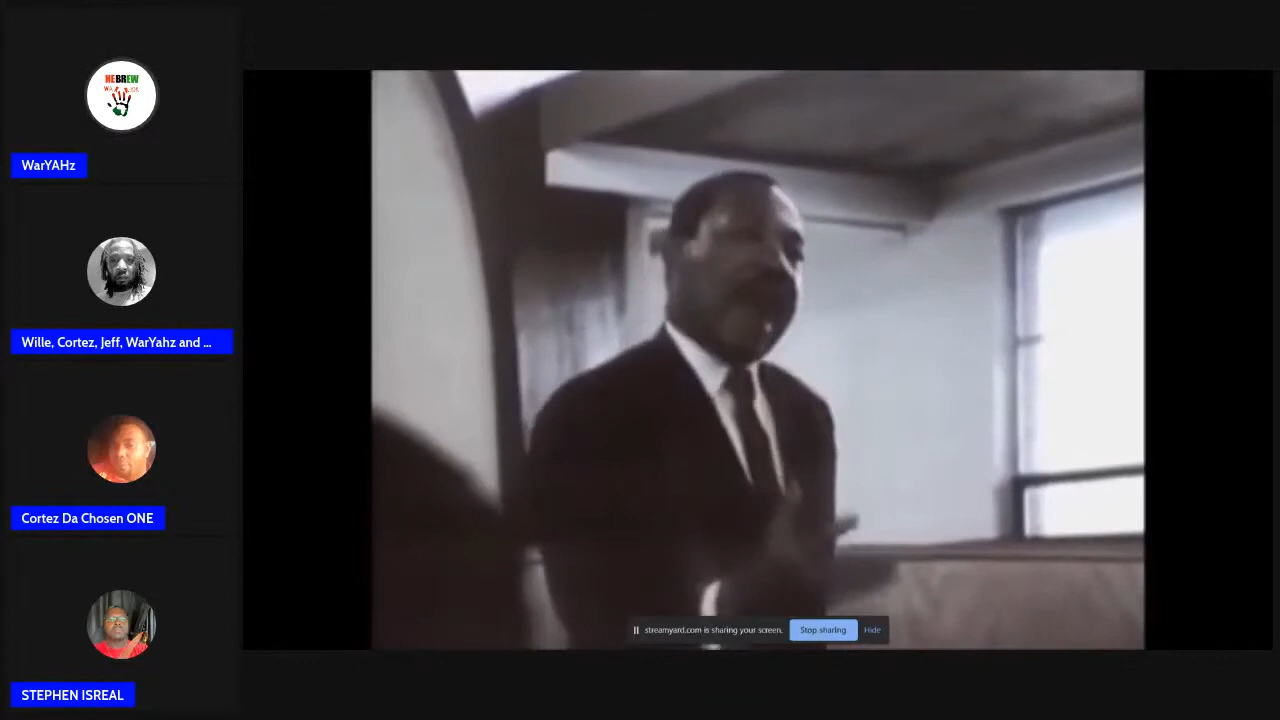 HEBREW
WarYAHz
Wille, Cortez, Jeff, WarYahz and ...
Cortez Da Chosen ONE
STEPHEN ISREAL
streamyard.com is sharing your screen.
Stop sharing
Hide